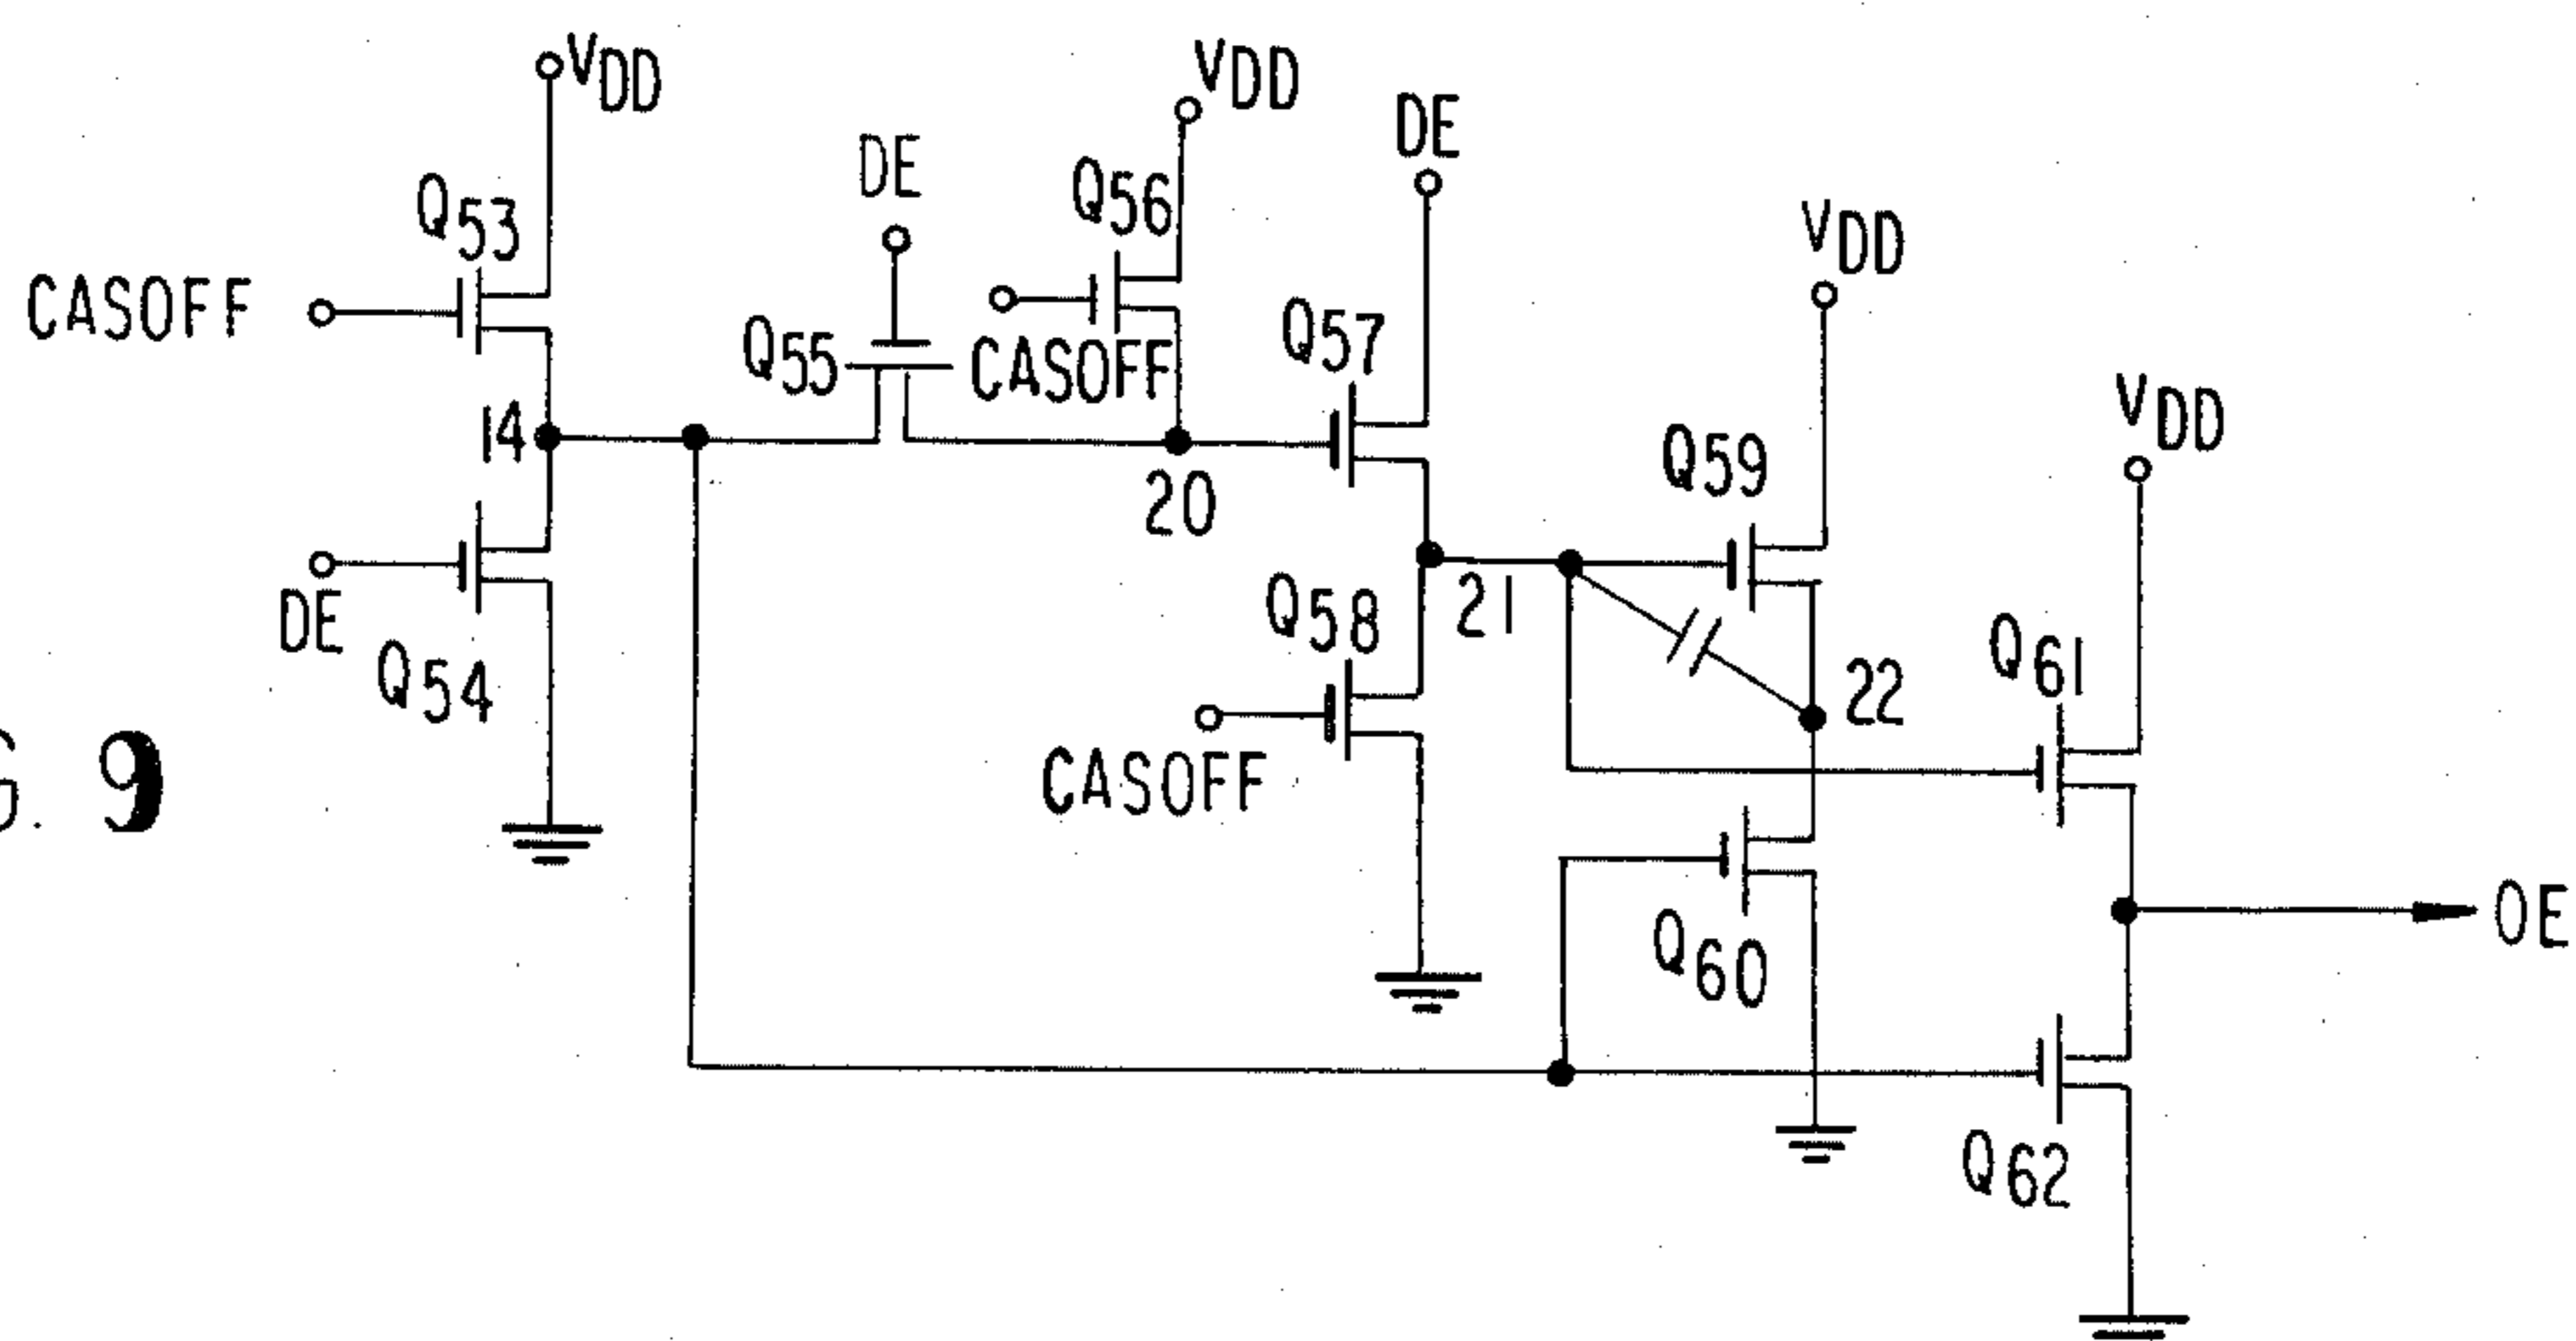 VDD
VDD
DE
DE
Q53
Q56
VDD
CASOFF
Q55
CASOFF
Q57
VDD
14
20
Q59
DE
Q54
Q58
21
22
Q61
CASOFF
G. 9
Q60
OE
Q62